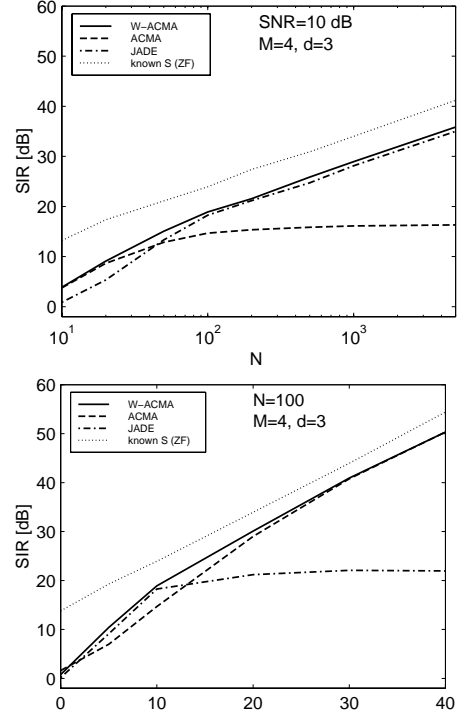 60
50
40
30
20
10
0
SIR [dB]
W-ACMA
ACMA
JADE
known S (ZF)
SNR=10 dB
M=4, d=3
10^1
10^2
10^3
N
60
50
40
30
20
10
0
SIR [dB]
W-ACMA
ACMA
JADE
known S (ZF)
N=100
M=4, d=3
0
10
20
30
40